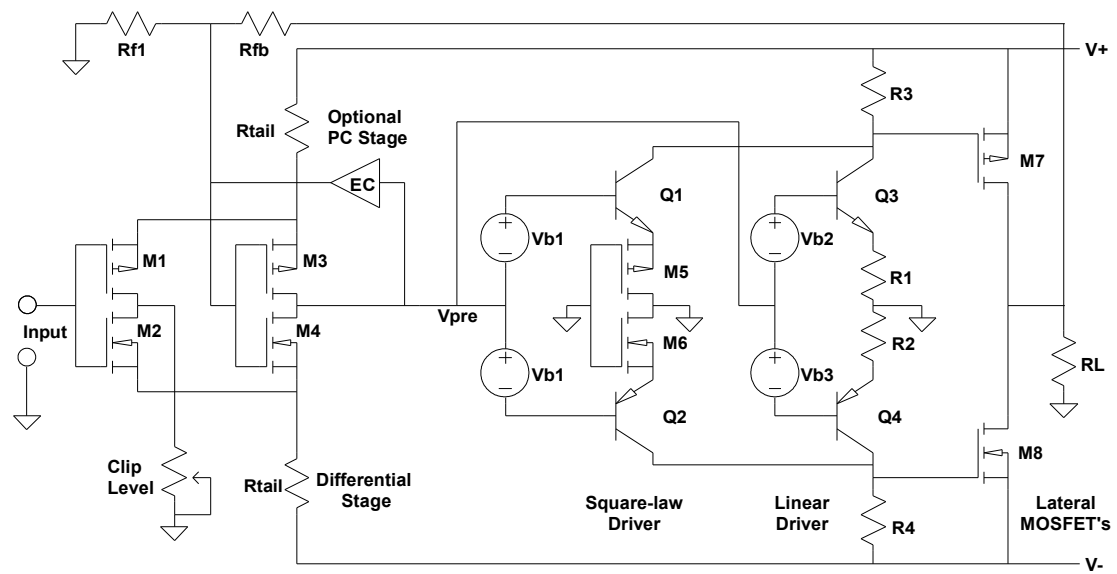 Rf1
Rfb
V+
R3
Optional
PC Stage
Rtail
M7
EC
Q1
Q3
Vb1
Vb2
M1
M3
M5
R1
Vpre
Input
M2
M4
M6
R2
RL
Vb1
Vb3
Q2
Q4
M8
Clip
Level
Rtail
Differential
Stage
Square-law
Driver
Linear
Driver
R4
Lateral
MOSFET's
V-